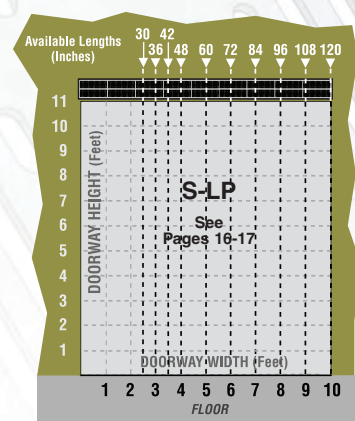 Available Lengths
(Inches)
30 42
36 48 60 72 84 96 108 120
11
10
9
8
7
6
5
4
3
2
1
DOORWAY HEIGHT (Feet)
S-LP
See
Pages 16-17
DOORWAY WIDTH (Feet)
1 2 3 4 5 6 7 8 9 10
FLOOR